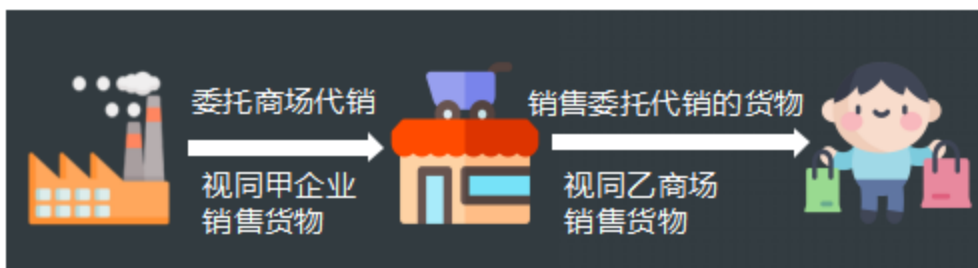 委托商场代销
视同甲企业
销售货物
销售委托代销的货物
视同乙商场
销售货物